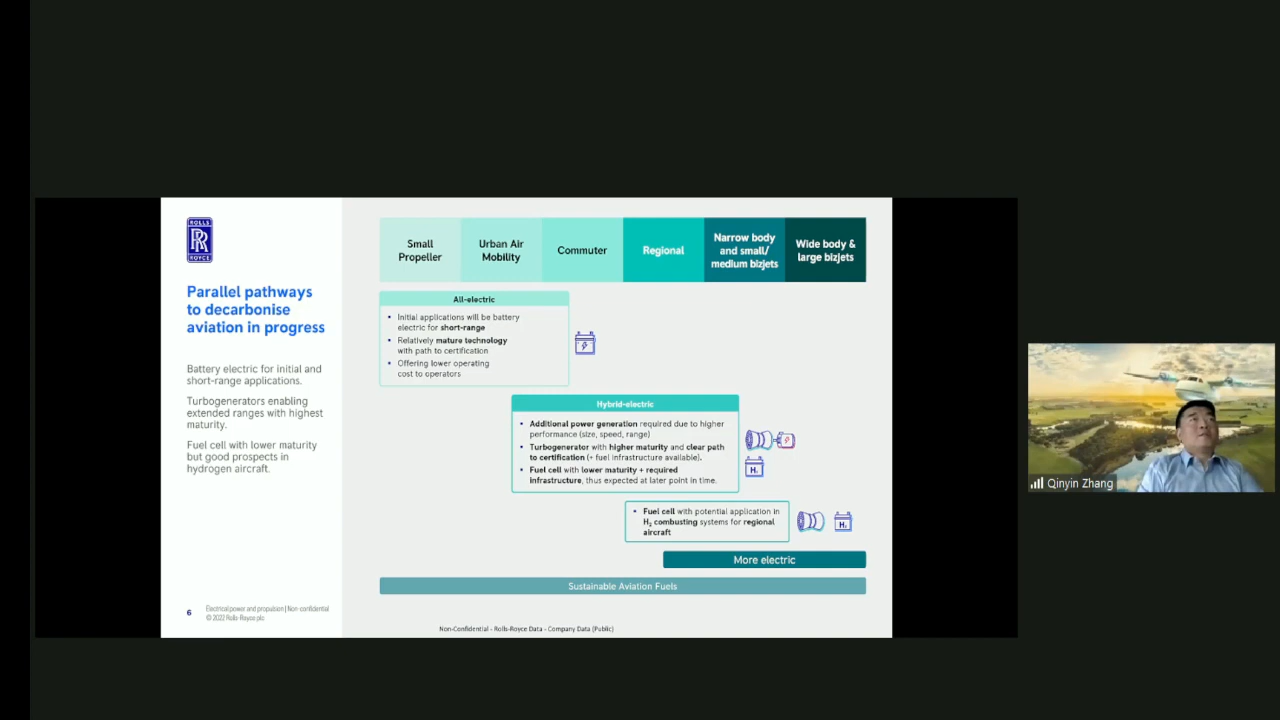 ROLLS
RR
ROYCE
Parallel pathways
to decarbonise
aviation in progress
Battery electric for initial and
short-range applications.
Turbogenerators enabling
extended ranges with highest
maturity.
Fuel cell with lower maturity
but good prospects in
hydrogen aircraft.
6
Electrical power and propulsion | Non-confidential
© 2022 Rolls-Royce plc
Small
Propeller
Urban Air
Mobility
Commuter
Regional
Narrow body
and small/
medium bizjets
Wide body &
large bizjets
All-electric
• Initial applications will be battery
electric for short-range
• Relatively mature technology
with path to certification
• Offering lower operating
cost to operators
Hybrid-electric
• Additional power generation required due to higher
performance (size, speed, range)
• Turbogenerator with higher maturity and clear path
to certification (+ fuel infrastructure available).
• Fuel cell with lower maturity + required
infrastructure, thus expected at later point in time.
H₂
• Fuel cell with potential application in
H₂ combusting systems for regional
aircraft
H₂
More electric
Sustainable Aviation Fuels
Non-Confidential - Rolls-Royce Data - Company Data (Public)
Qinyin Zhang